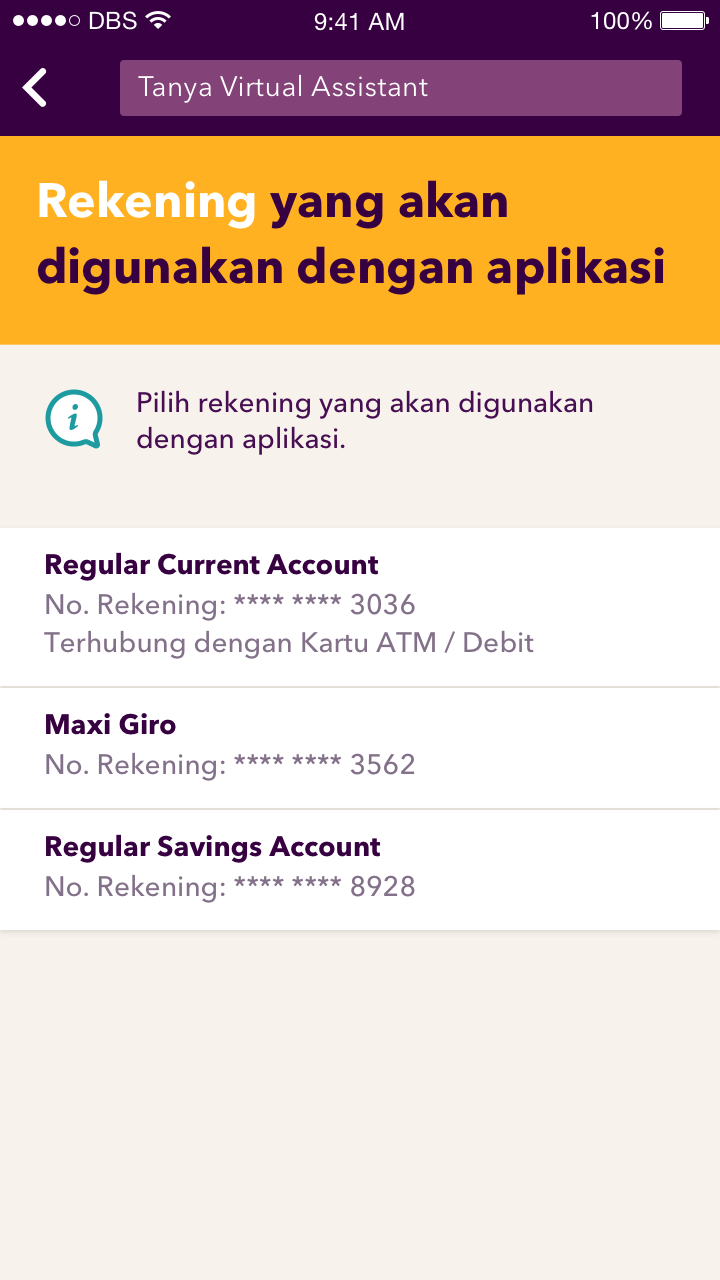 DBS 9:41 AM 100%
Tanya Virtual Assistant
Rekening yang akan
digunakan dengan aplikasi
i
Pilih rekening yang akan digunakan
dengan aplikasi.
Regular Current Account
No. Rekening: **** **** 3036
Terhubung dengan Kartu ATM / Debit
Maxi Giro
No. Rekening: **** **** 3562
Regular Savings Account
No. Rekening: **** **** 8928